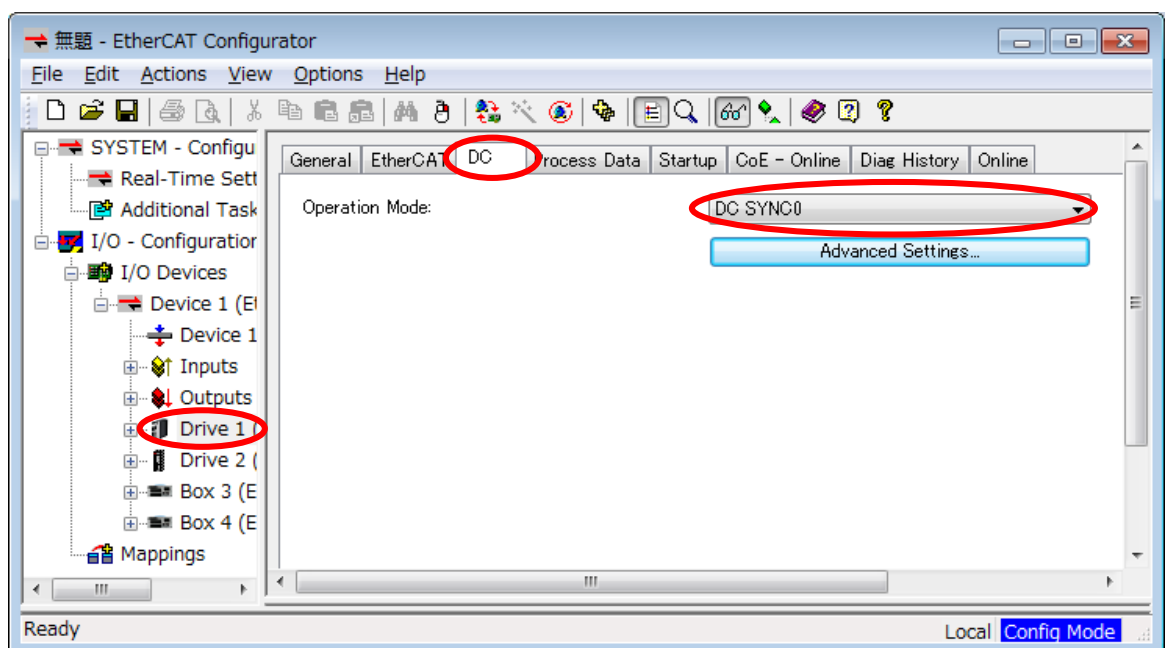 無題 - EtherCAT Configurator
File Edit Actions View Options Help
SYSTEM - Configu
Real-Time Sett
Additional Task
I/O - Configuration
I/O Devices
Device 1 (Et
Device 1
Inputs
Outputs
Drive 1 (
Drive 2 (
Box 3 (E
Box 4 (E
Mappings
General EtherCAT DC Process Data Startup CoE - Online Diag History Online
Operation Mode: DC SYNC0
Advanced Settings...
Ready Local Config Mode